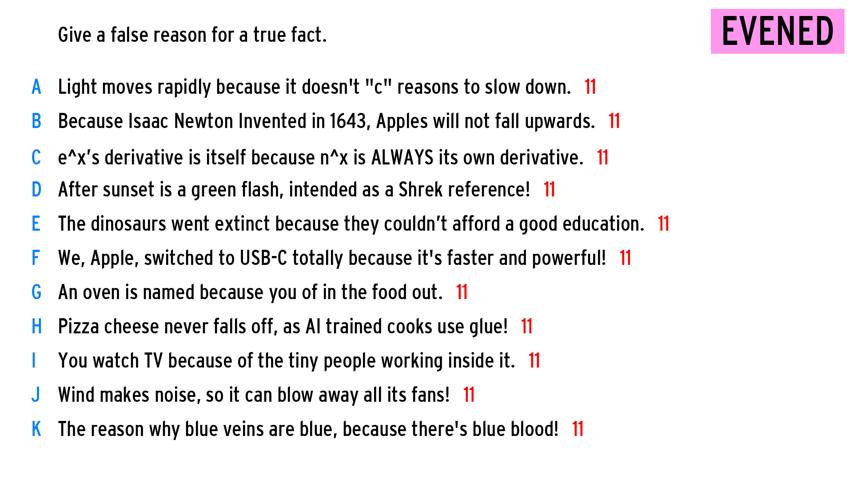 Give a false reason for a true fact.
EVENED
A Light moves rapidly because it doesn't "c" reasons to slow down. 11
B Because Isaac Newton Invented in 1643, Apples will not fall upwards. 11
C e^x's derivative is itself because n^x is ALWAYS its own derivative. 11
D After sunset is a green flash, intended as a Shrek reference! 11
E The dinosaurs went extinct because they couldn't afford a good education. 11
F We, Apple, switched to USB-C totally because it's faster and powerful! 11
G An oven is named because you of in the food out. 11
H Pizza cheese never falls off, as AI trained cooks use glue! 11
I You watch TV because of the tiny people working inside it. 11
J Wind makes noise, so it can blow away all its fans! 11
K The reason why blue veins are blue, because there's blue blood! 11